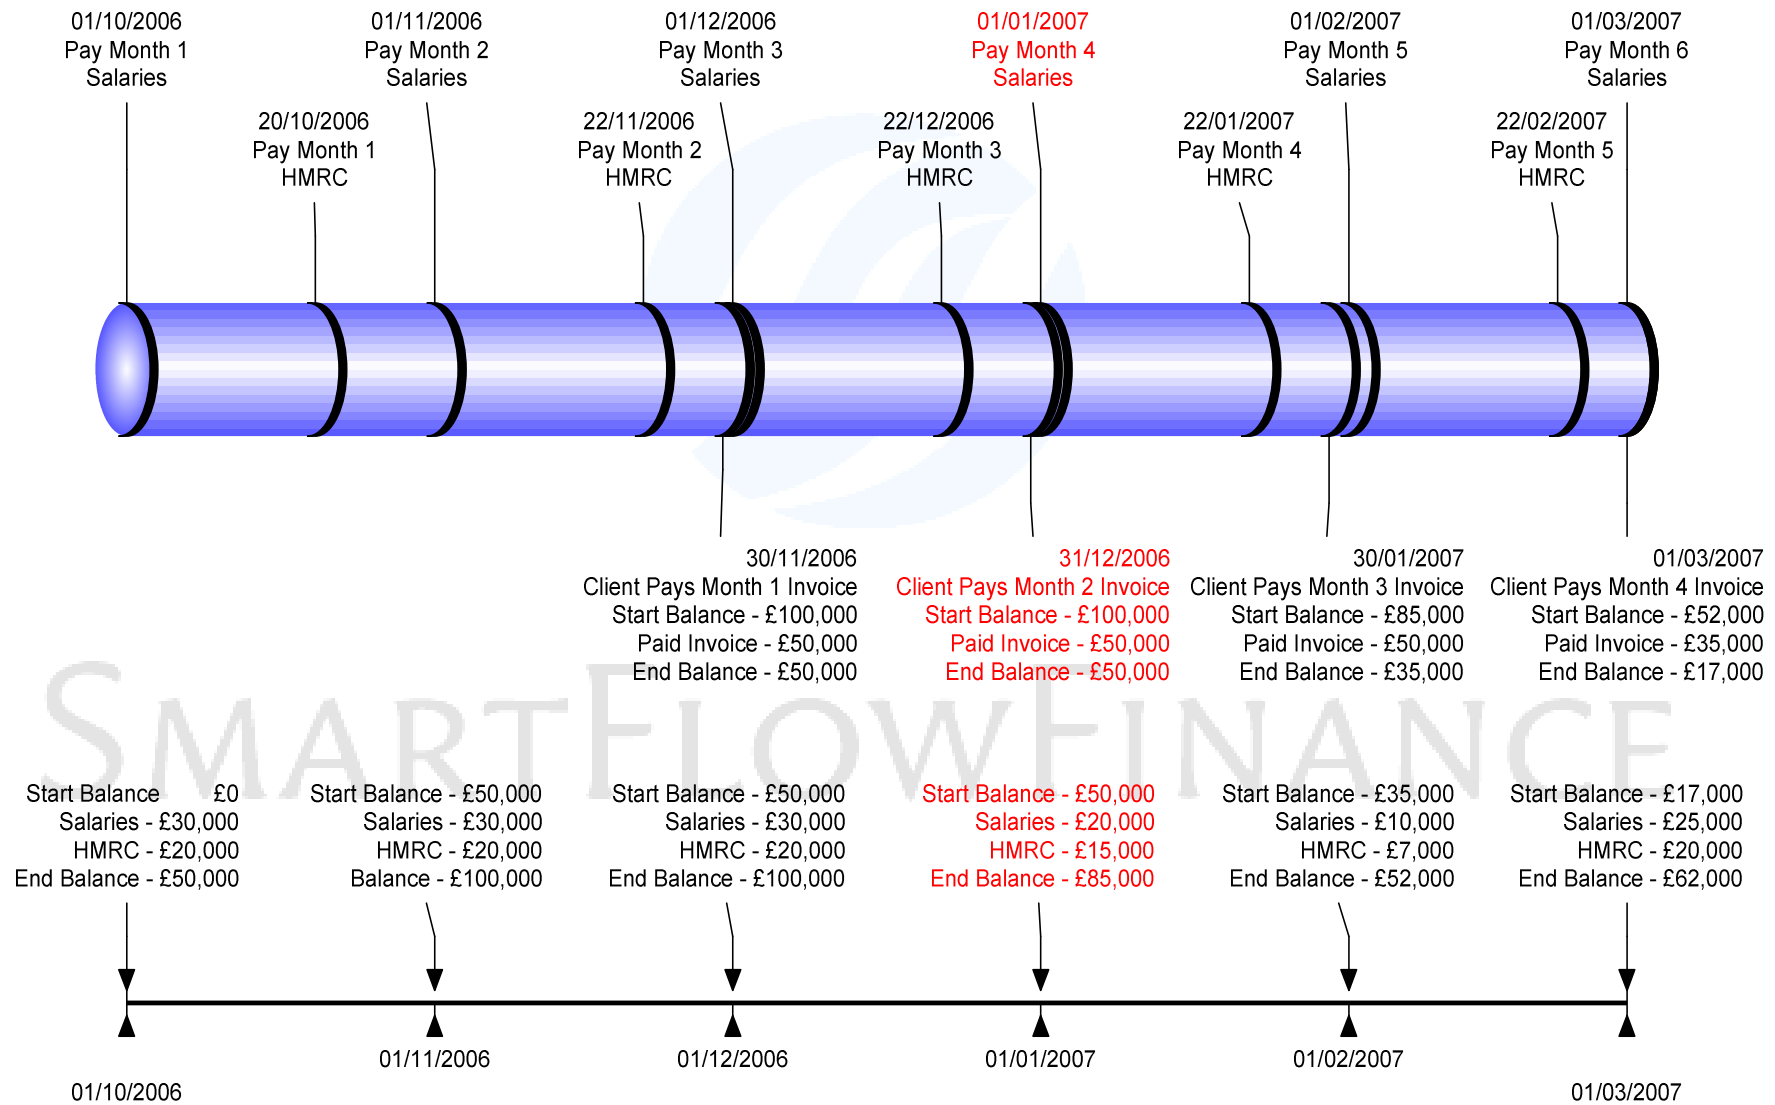 01/10/2006
Pay Month 1
Salaries
01/11/2006
Pay Month 2
Salaries
01/12/2006
Pay Month 3
Salaries
01/01/2007
Pay Month 4
Salaries
01/02/2007
Pay Month 5
Salaries
01/03/2007
Pay Month 6
Salaries
20/10/2006
Pay Month 1
HMRC
22/11/2006
Pay Month 2
HMRC
22/12/2006
Pay Month 3
HMRC
22/01/2007
Pay Month 4
HMRC
22/02/2007
Pay Month 5
HMRC
30/11/2006
Client Pays Month 1 Invoice
Start Balance - £100,000
Paid Invoice - £50,000
End Balance - £50,000
31/12/2006
Client Pays Month 2 Invoice
Start Balance - £100,000
Paid Invoice - £50,000
End Balance - £50,000
30/01/2007
Client Pays Month 3 Invoice
Start Balance - £85,000
Paid Invoice - £50,000
End Balance - £35,000
01/03/2007
Client Pays Month 4 Invoice
Start Balance - £52,000
Paid Invoice - £35,000
End Balance - £17,000
SMARTFLOWFINANCE
Start Balance £0
Salaries - £30,000
HMRC - £20,000
End Balance - £50,000
Start Balance - £50,000
Salaries - £30,000
HMRC - £20,000
Balance - £100,000
Start Balance - £50,000
Salaries - £30,000
HMRC - £20,000
End Balance - £100,000
Start Balance - £50,000
Salaries - £20,000
HMRC - £15,000
End Balance - £85,000
Start Balance - £35,000
Salaries - £10,000
HMRC - £7,000
End Balance - £52,000
Start Balance - £17,000
Salaries - £25,000
HMRC - £20,000
End Balance - £62,000
01/10/2006
01/11/2006
01/12/2006
01/01/2007
01/02/2007
01/03/2007